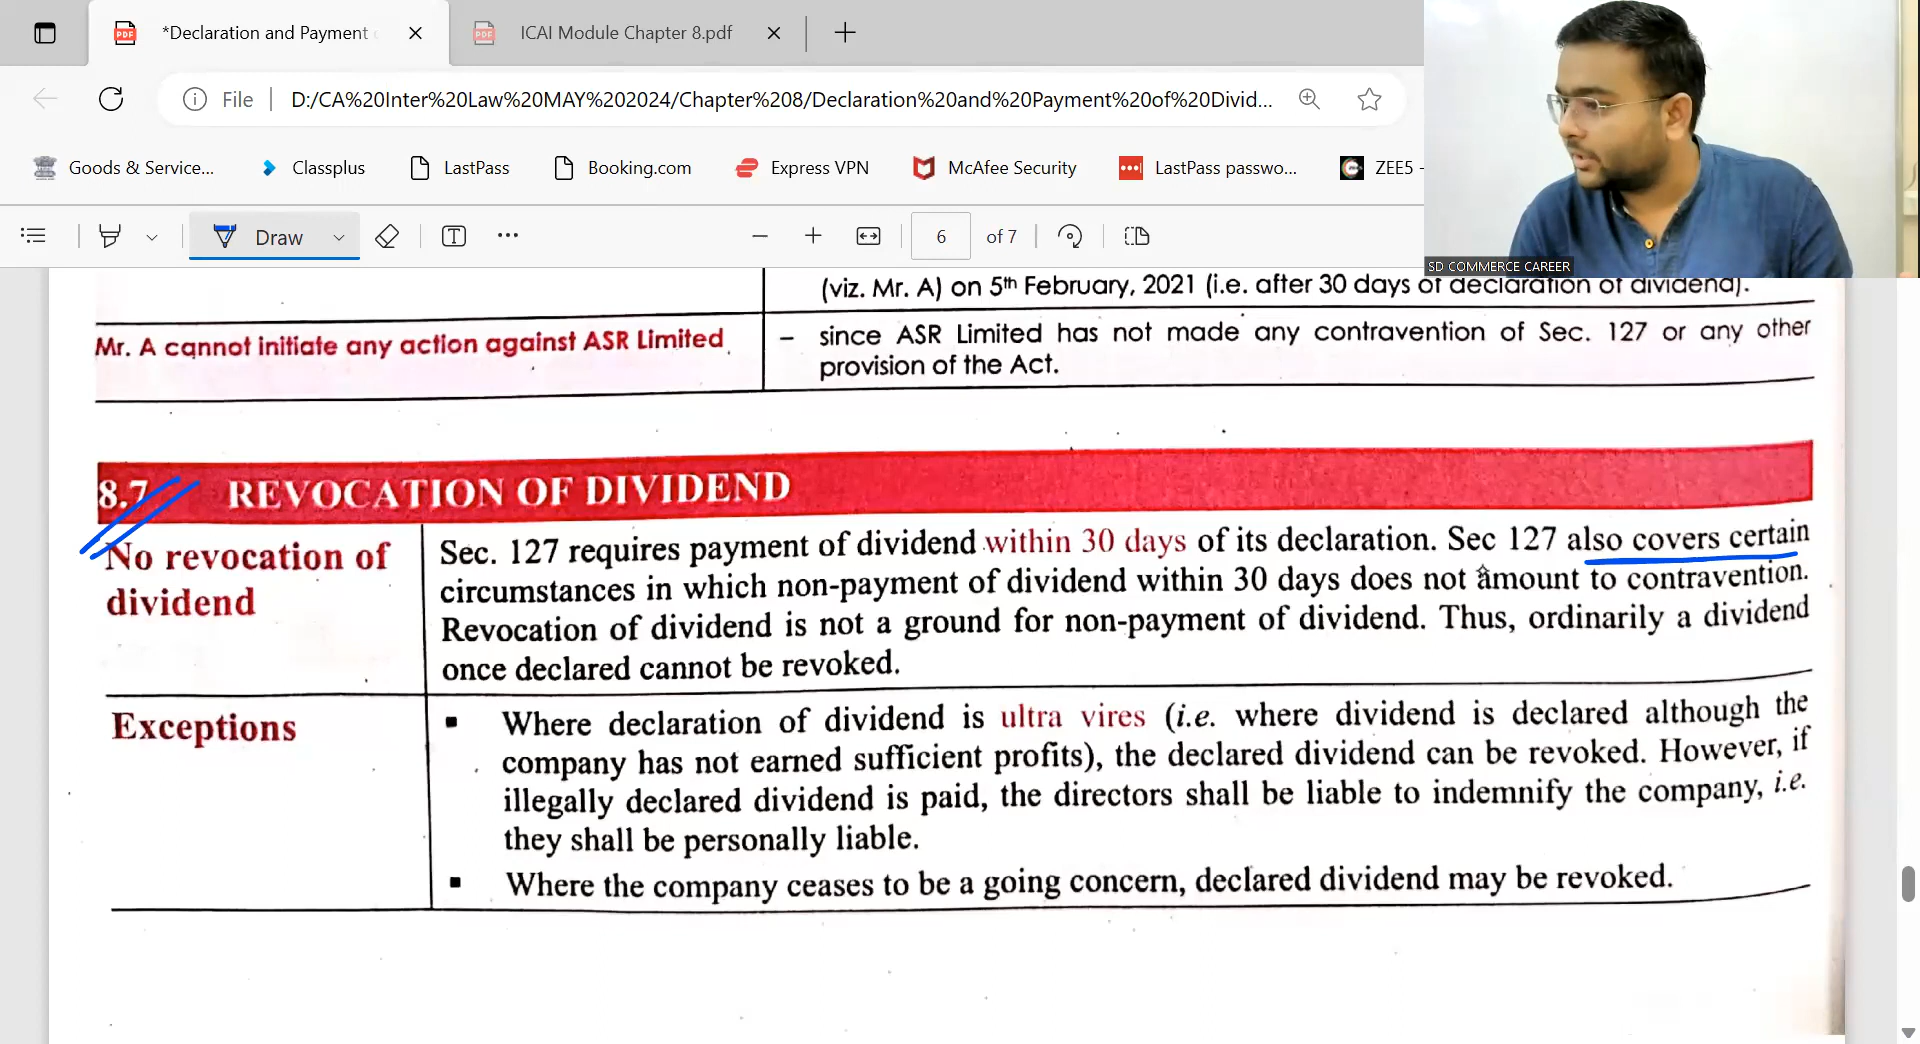 *Declaration and Payment
ICAI Module Chapter 8.pdf
File
D:/CA%20Inter%20Law%20MAY%202024/Chapter%208/Declaration%20and%20Payment%20of%20Divid...
Goods & Service...
Classplus
LastPass
Booking.com
Express VPN
McAfee Security
LastPass passwo...
ZEE5 -
Draw
6 of 7
SD COMMERCE CAREER
(viz. Mr. A) on 5th February, 2021 (i.e. after 30 days of declaration of dividend).
Mr. A cannot initiate any action against ASR Limited
– since ASR Limited has not made any contravention of Sec. 127 or any other
provision of the Act.
8.7 REVOCATION OF DIVIDEND
No revocation of
dividend
Sec. 127 requires payment of dividend within 30 days of its declaration. Sec 127 also covers certain
circumstances in which non-payment of dividend within 30 days does not amount to contravention.
Revocation of dividend is not a ground for non-payment of dividend. Thus, ordinarily a dividend
once declared cannot be revoked.
Exceptions
▪ Where declaration of dividend is ultra vires (i.e. where dividend is declared although the
company has not earned sufficient profits), the declared dividend can be revoked. However, if
illegally declared dividend is paid, the directors shall be liable to indemnify the company, i.e.
they shall be personally liable.
▪ Where the company ceases to be a going concern, declared dividend may be revoked.